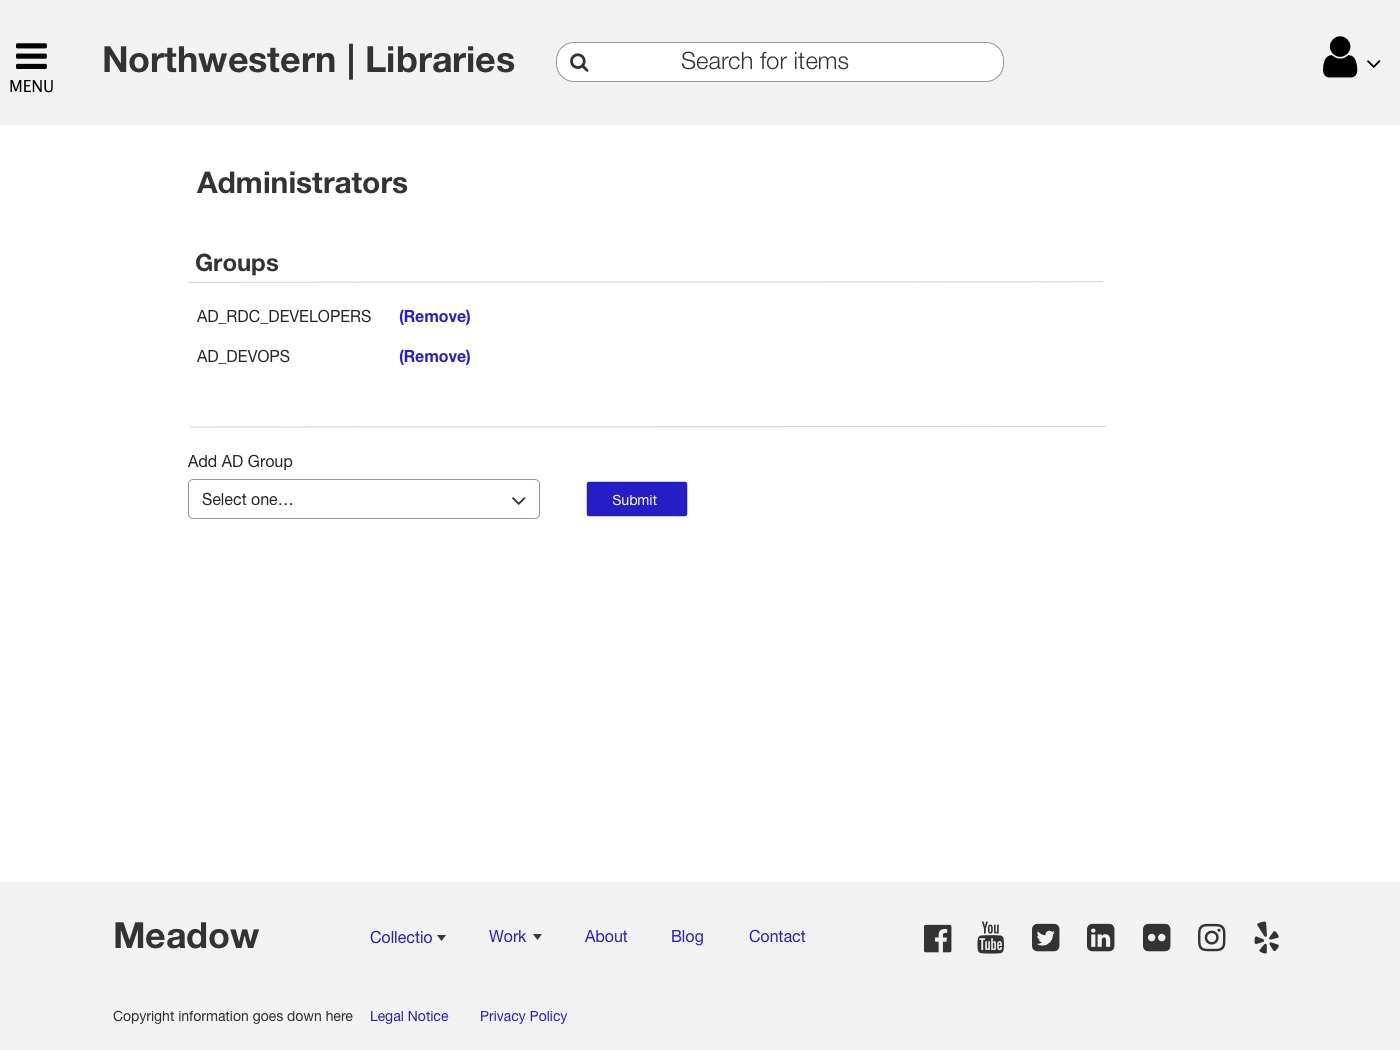 MENU
Northwestern | Libraries
Search for items
Administrators
Groups
AD_RDC_DEVELOPERS (Remove)
AD_DEVOPS (Remove)
Add AD Group
Select one...
Submit
Meadow
Collectio
Work
About
Blog
Contact
You
Tube
in
Copyright information goes down here
Legal Notice
Privacy Policy